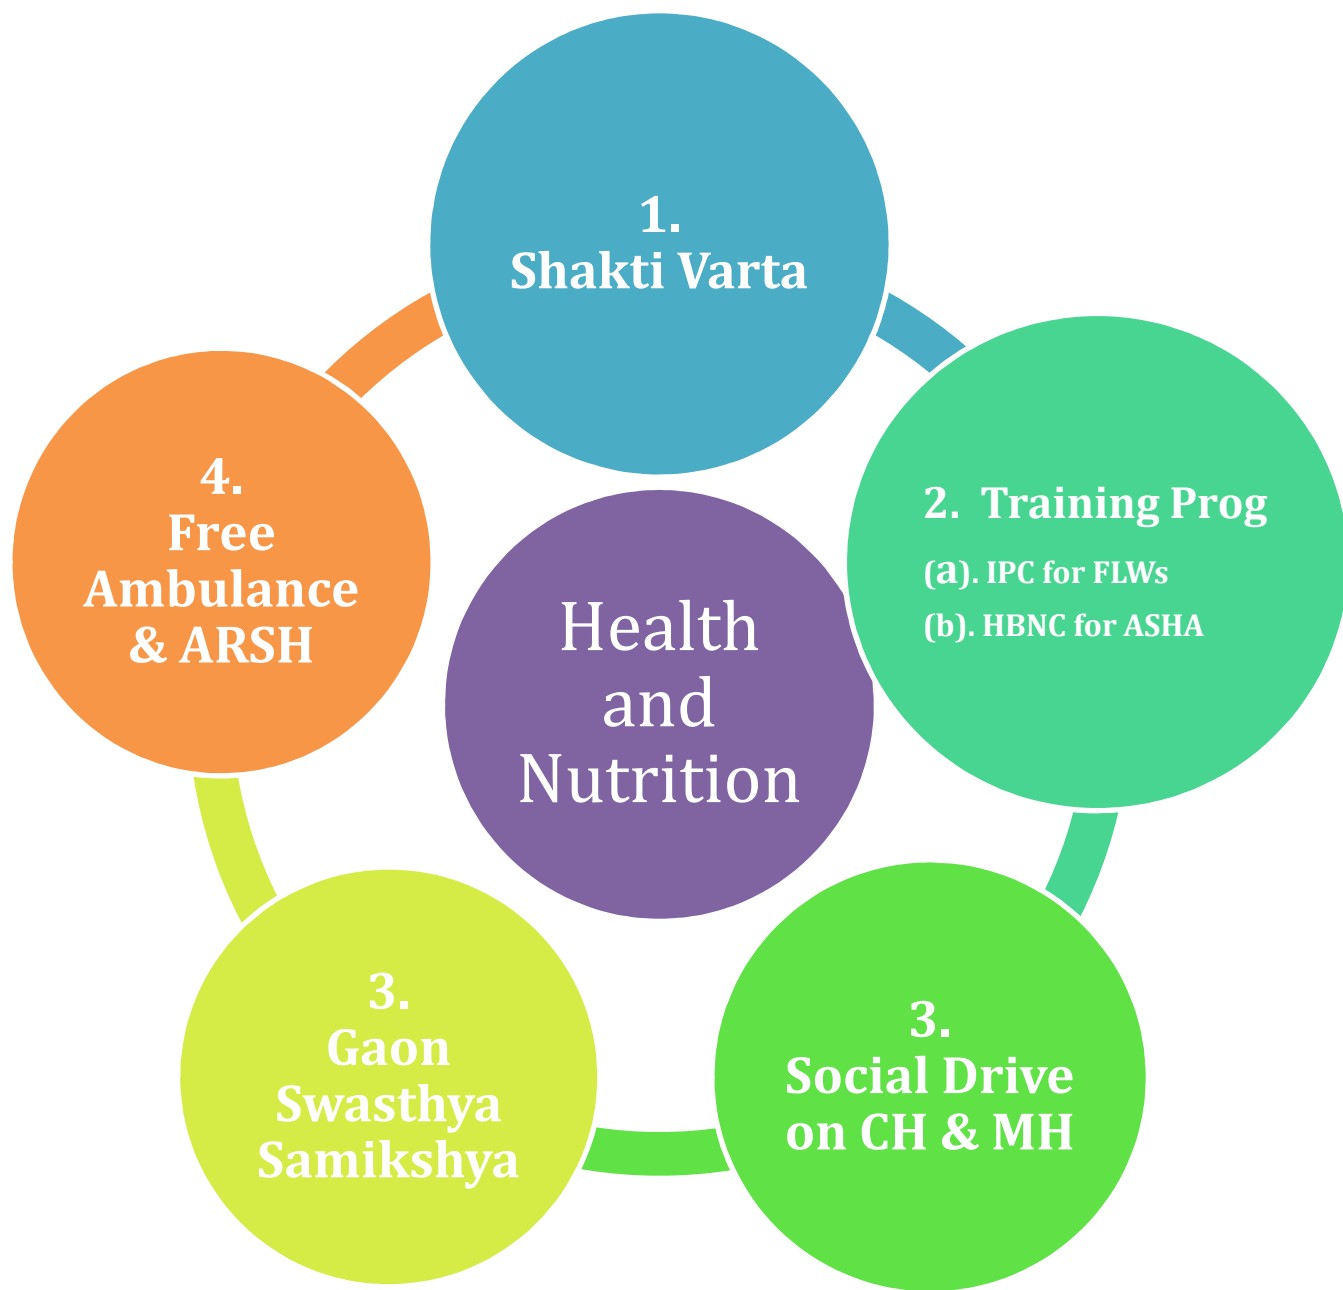 1.
Shakti Varta
2. Training Prog
(a). IPC for FLWs
(b). HBNC for ASHA
3.
Social Drive
on CH & MH
3.
Gaon
Swasthya
Samikshya
4.
Free
Ambulance
& ARSH
Health
and
Nutrition